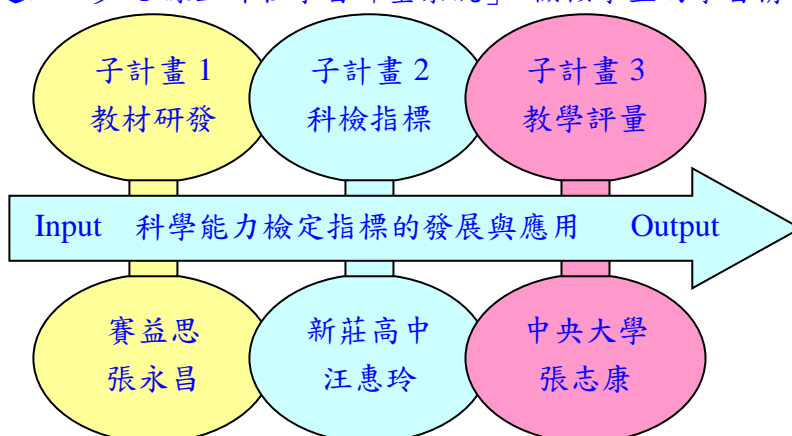 子計畫 1
教材研發
子計畫 2
科檢指標
子計畫 3
教學評量
Input 科學能力檢定指標的發展與應用 Output
賽益思
張永昌
新莊高中
汪惠玲
中央大學
張志康